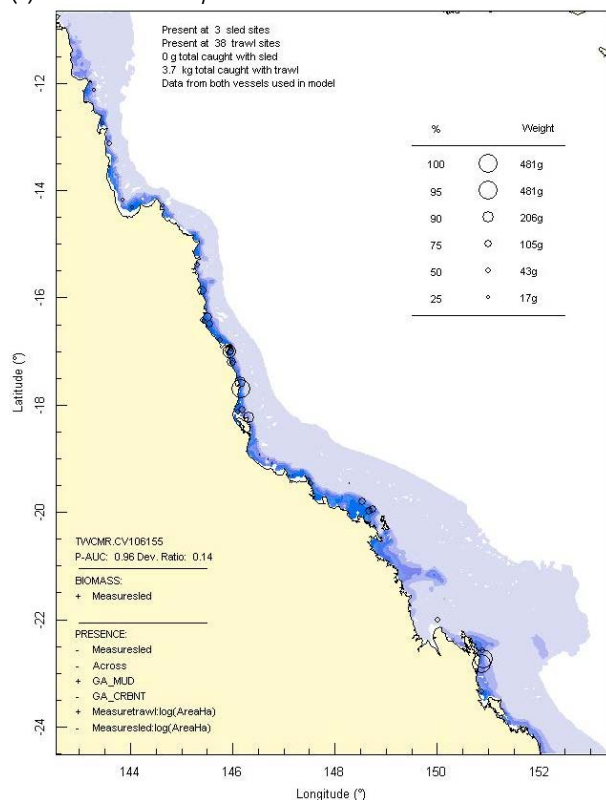 Present at 3 sled sites
Present at 38 trawl sites
0 g total caught with sled
3.7 kg total caught with trawl
Data from both vessels used in model
% Weight
100 481g
95 481g
90 206g
75 105g
50 43g
25 17g
-12
-14
-16
-18
-20
-22
-24
Latitude (°)
TWCMR.CV106155
P-AUC: 0.96 Dev. Ratio: 0.14
BIOMASS:
+ Measuresled
PRESENCE:
- Measuresled
- Across
+ GA_MUD
- GA_CRBNT
+ Measuretrawl:log(AreaHa)
- Measuresled:log(AreaHa)
144 146 148 150 152
Longitude (°)